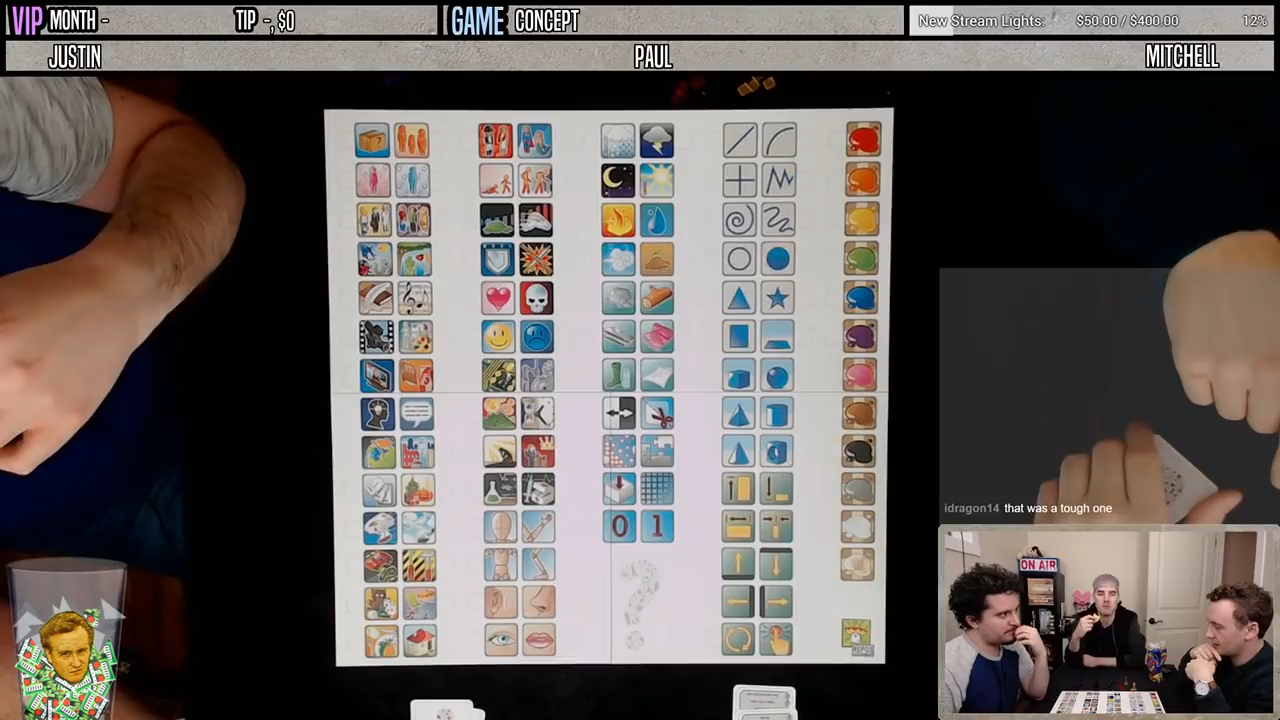 VIP MONTH -
TIP -, $0
GAME CONCEPT
New Stream Lights: $50.00 / $400.00 12%
JUSTIN
PAUL
MITCHELL
0 1
?
REPOS
idragon14 that was a tough one
ON AIR